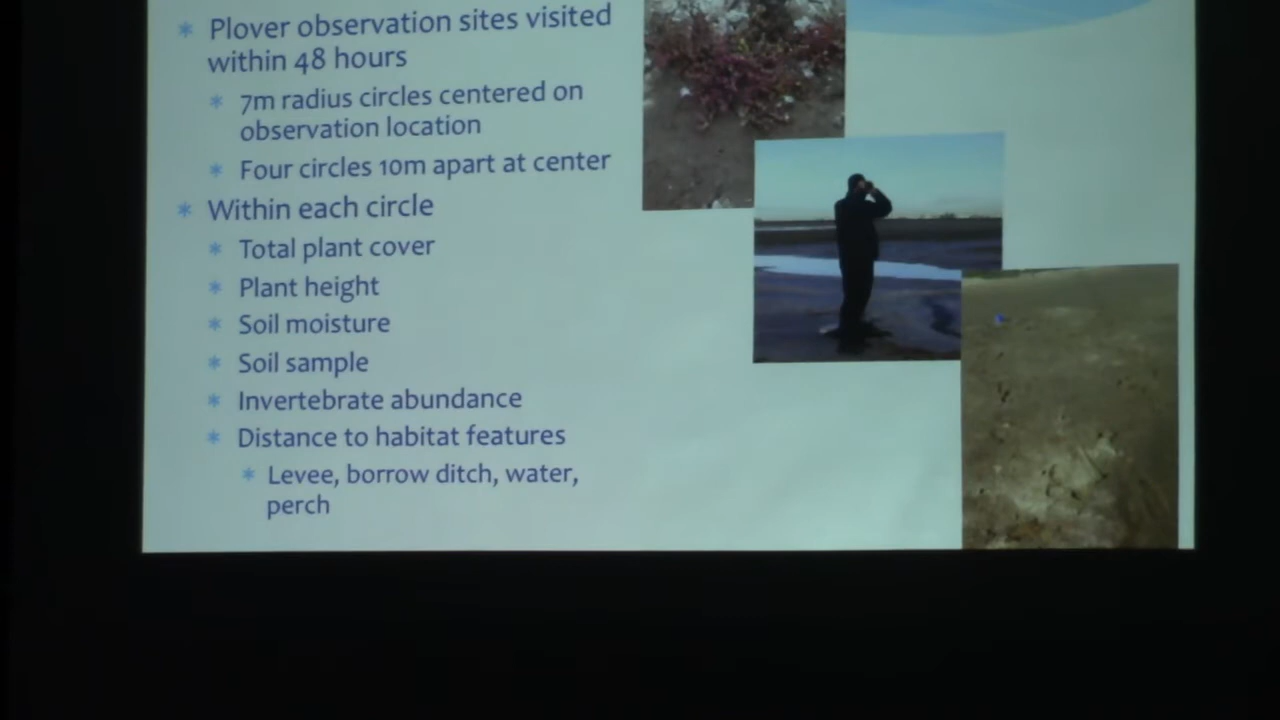 * Plover observation sites visited
within 48 hours
* 7m radius circles centered on
observation location
* Four circles 10m apart at center
* Within each circle
* Total plant cover
* Plant height
* Soil moisture
* Soil sample
* Invertebrate abundance
* Distance to habitat features
* Levee, borrow ditch, water,
perch